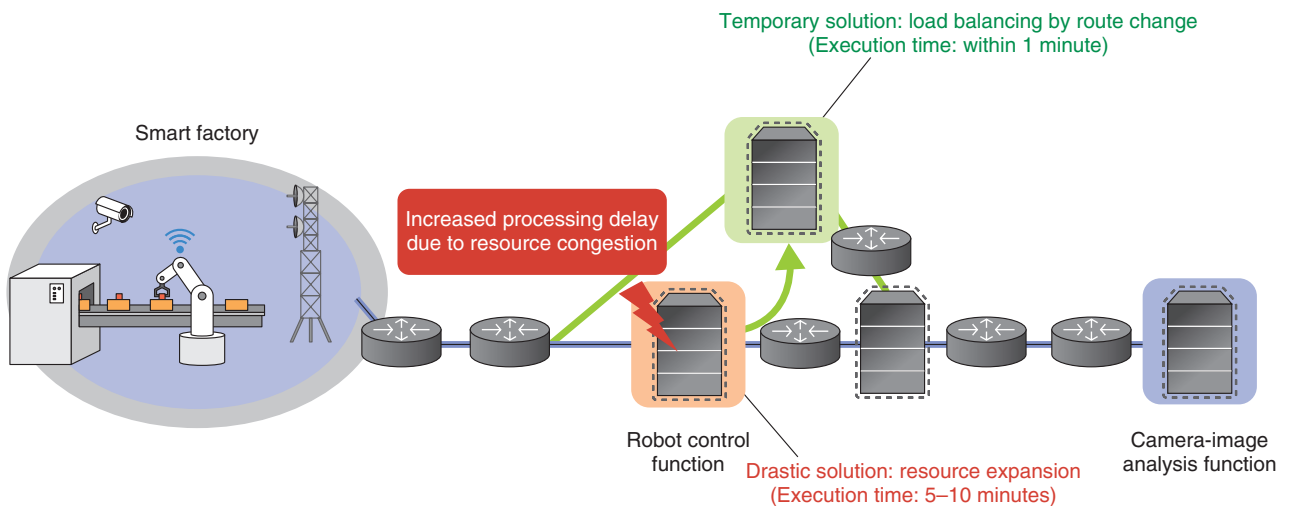 Temporary solution: load balancing by route change
(Execution time: within 1 minute)
Smart factory
Increased processing delay
due to resource congestion
Robot control
function
Camera-image
analysis function
Drastic solution: resource expansion
(Execution time: 5–10 minutes)